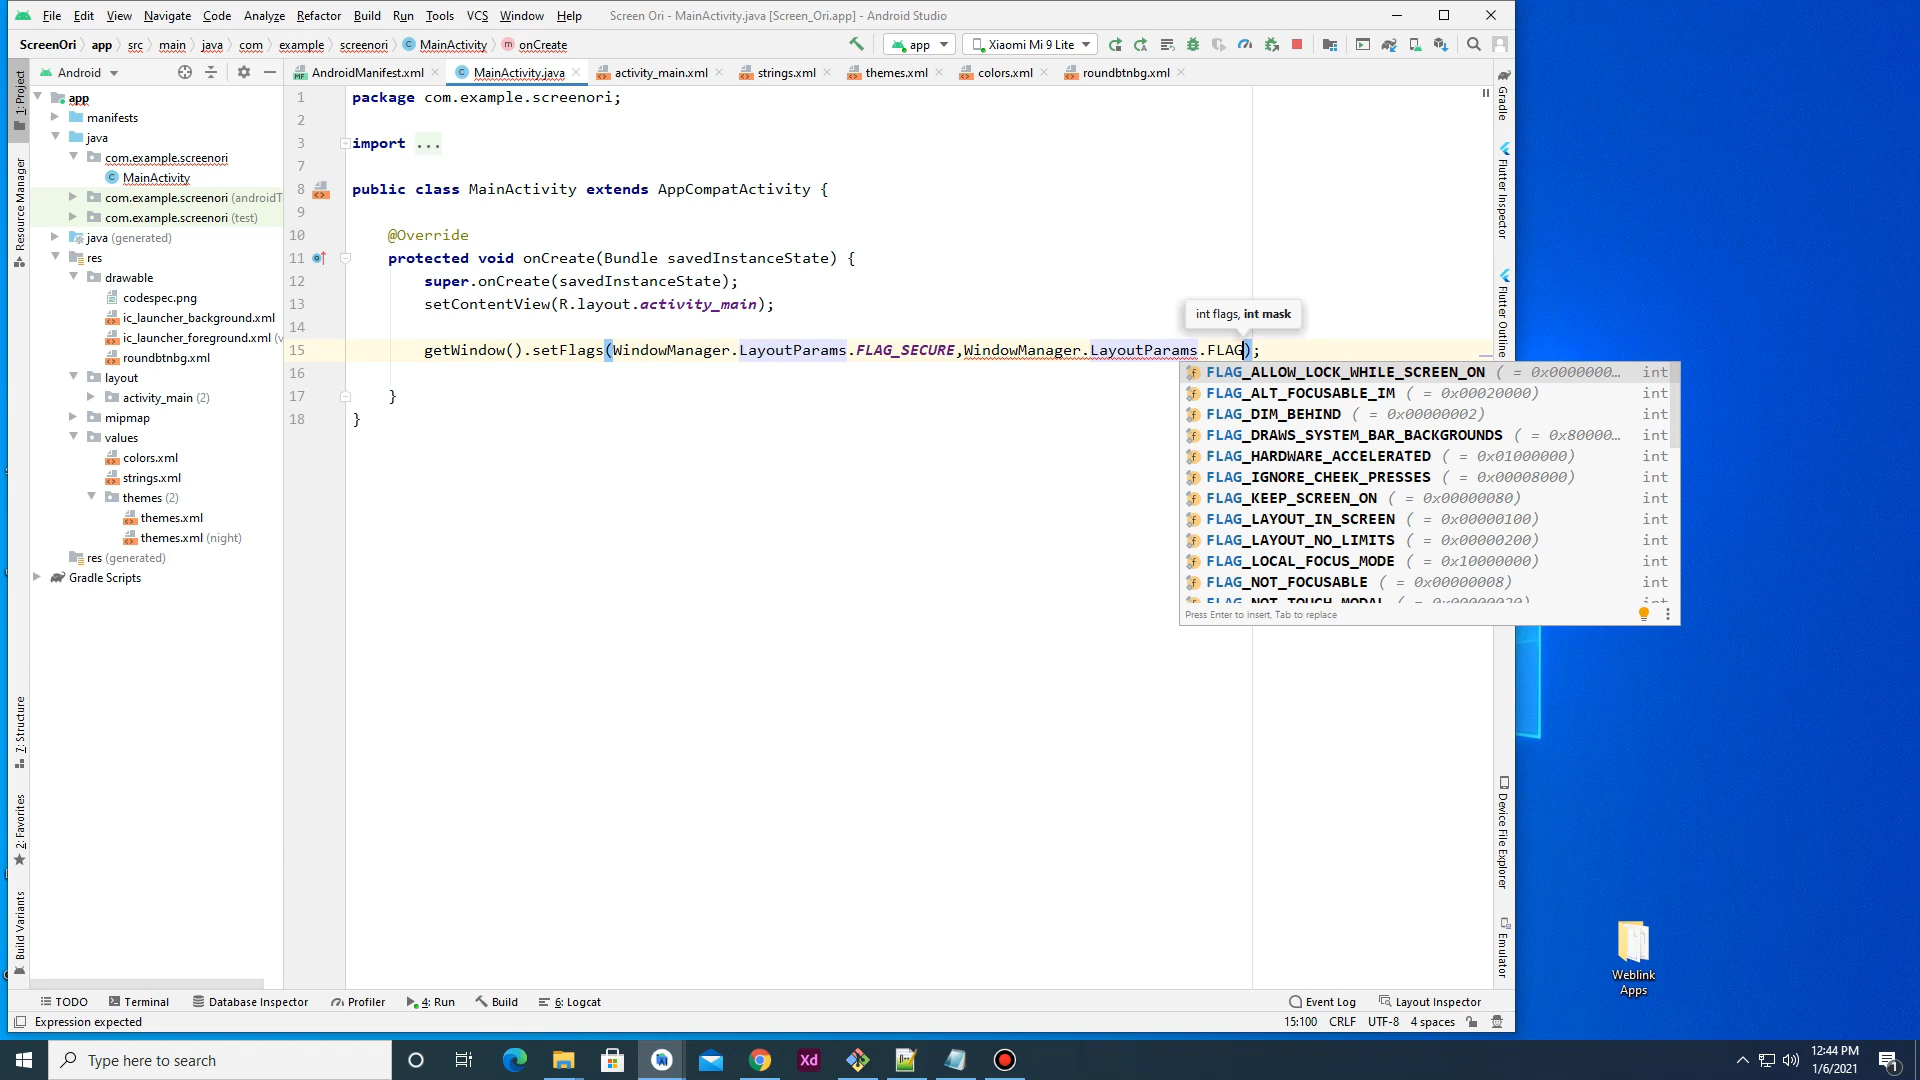 File Edit View Navigate Code Analyze Refactor Build Run Tools VCS Window Help Screen Ori - MainActivity.java [Screen_Ori.app] - Android Studio
ScreenOri app src main java com example screenori MainActivity onCreate app Xiaomi Mi 9 Lite
Android AndroidManifest.xml MainActivity.java activity_main.xml strings.xml themes.xml colors.xml roundbtnbg.xml
1: Project
Resource Manager
7: Structure
2: Favorites
Build Variants
app
manifests
java
com.example.screenori
MainActivity
com.example.screenori (androidT
com.example.screenori (test)
java (generated)
res
drawable
codespec.png
ic_launcher_background.xml
ic_launcher_foreground.xml (v
roundbtnbg.xml
layout
activity_main (2)
mipmap
values
colors.xml
strings.xml
themes (2)
themes.xml
themes.xml (night)
res (generated)
Gradle Scripts
1 package com.example.screenori;
2
3 import ...
7
8 public class MainActivity extends AppCompatActivity {
9
10 @Override
11 protected void onCreate(Bundle savedInstanceState) {
12 super.onCreate(savedInstanceState);
13 setContentView(R.layout.activity_main);
14
int flags, int mask
15 getWindow().setFlags(WindowManager.LayoutParams.FLAG_SECURE,WindowManager.LayoutParams.FLAG);
16
17 }
18 }
FLAG_ALLOW_LOCK_WHILE_SCREEN_ON ( = 0x0000000... int
FLAG_ALT_FOCUSABLE_IM ( = 0x00020000) int
FLAG_DIM_BEHIND ( = 0x00000002) int
FLAG_DRAWS_SYSTEM_BAR_BACKGROUNDS ( = 0x80000... int
FLAG_HARDWARE_ACCELERATED ( = 0x01000000) int
FLAG_IGNORE_CHEEK_PRESSES ( = 0x00008000) int
FLAG_KEEP_SCREEN_ON ( = 0x00000080) int
FLAG_LAYOUT_IN_SCREEN ( = 0x00000100) int
FLAG_LAYOUT_NO_LIMITS ( = 0x00000200) int
FLAG_LOCAL_FOCUS_MODE ( = 0x10000000) int
FLAG_NOT_FOCUSABLE ( = 0x00000008) int
FLAG_NOT_TOUCH_MODAL ( = 0x00000020) int
Press Enter to insert, Tab to replace
Gradle
Flutter Inspector
Flutter Outline
Device File Explorer
Emulator
TODO Terminal Database Inspector Profiler 4: Run Build 6: Logcat Event Log Layout Inspector
Expression expected 15:100 CRLF UTF-8 4 spaces
Weblink
Apps
Type here to search
Xd
12:44 PM
1/6/2021
1